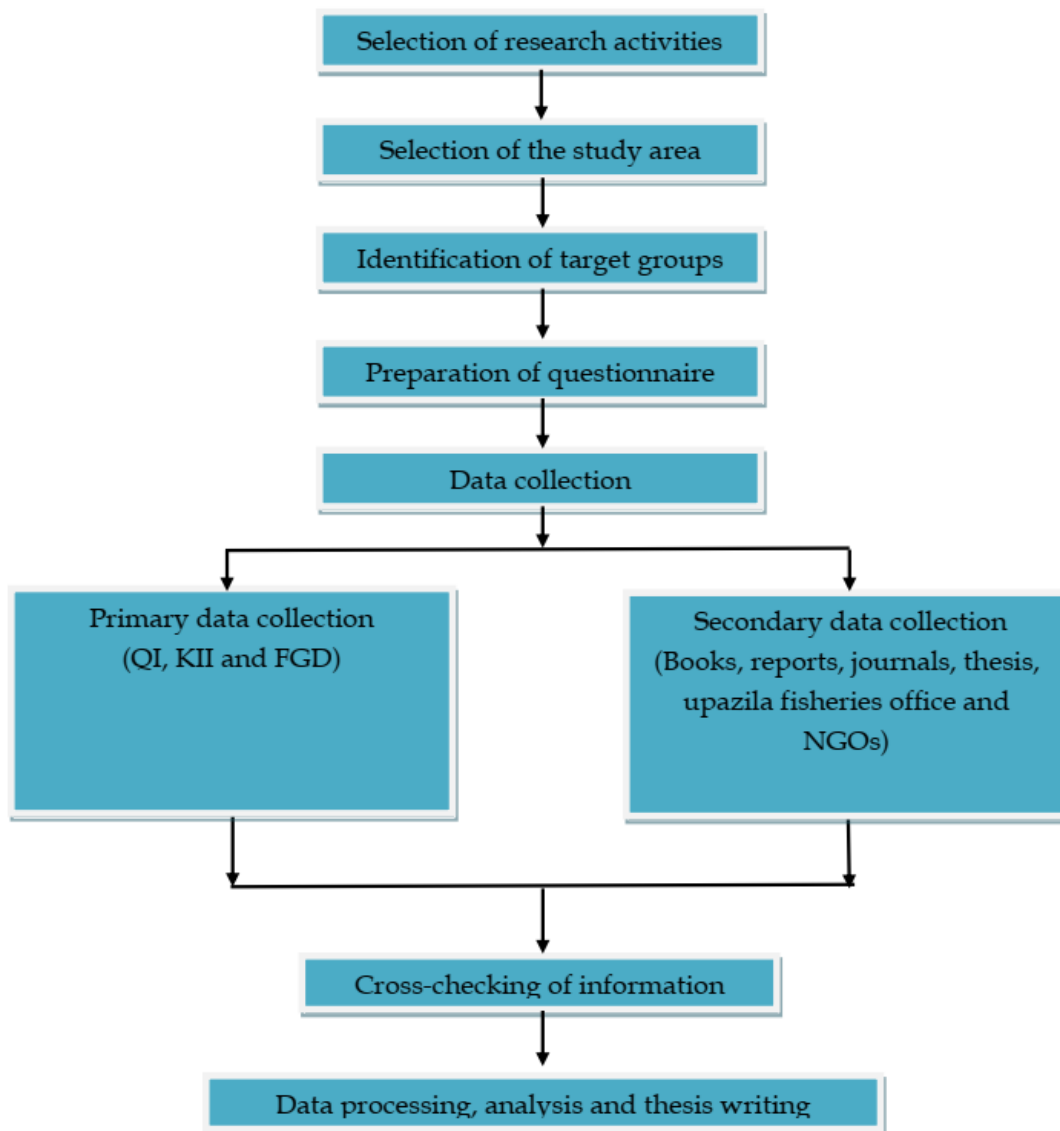 Selection of research activities
Selection of the study area
Identification of target groups
Preparation of questionnaire
Data collection
Primary data collection
(QI, KII and FGD)
Secondary data collection
(Books, reports, journals, thesis,
upazila fisheries office and
NGOs)
Cross-checking of information
Data processing, analysis and thesis writing